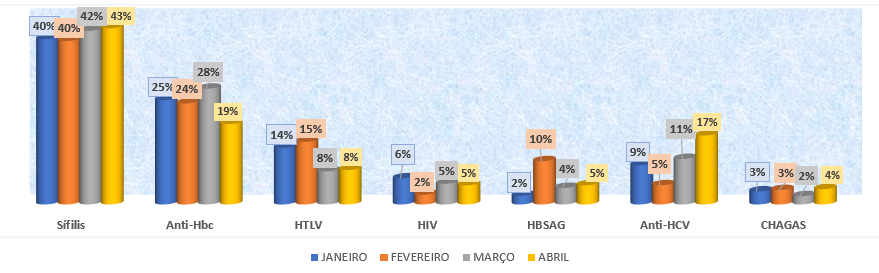 40% 40% 42% 43%
25% 24% 28% 19%
14% 15% 8% 8%
6% 2% 5% 5%
2% 10% 4% 5%
9% 5% 11% 17%
3% 3% 2% 4%
Sífilis Anti-Hbc HTLV HIV HBSAG Anti-HCV CHAGAS
JANEIRO FEVEREIRO MARÇO ABRIL